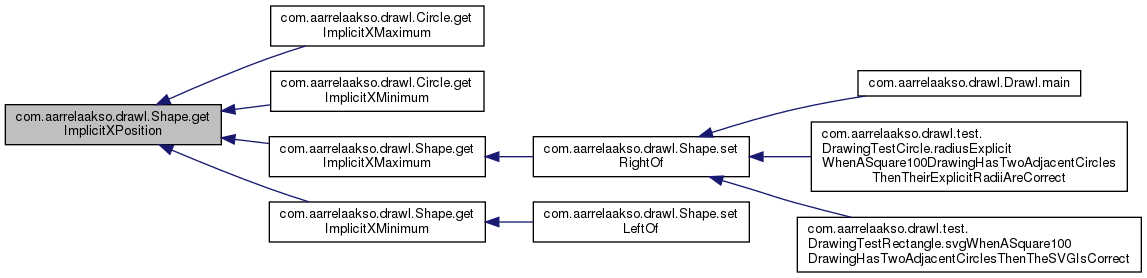 com.aarrelaakso.drawl.Shape.get
ImplicitXPosition
com.aarrelaakso.drawl.Circle.get
ImplicitXMaximum
com.aarrelaakso.drawl.Circle.get
ImplicitXMinimum
com.aarrelaakso.drawl.Shape.get
ImplicitXMaximum
com.aarrelaakso.drawl.Shape.get
ImplicitXMinimum
com.aarrelaakso.drawl.Shape.set
RightOf
com.aarrelaakso.drawl.Shape.set
LeftOf
com.aarrelaakso.drawl.Drawl.main
com.aarrelaakso.drawl.test.
DrawingTestCircle.radiusExplicit
WhenASquare100DrawingHasTwoAdjacentCircles
ThenTheirExplicitRadiiAreCorrect
com.aarrelaakso.drawl.test.
DrawingTestRectangle.svgWhenASquare100
DrawingHasTwoAdjacentCirclesThenTheSVGIsCorrect